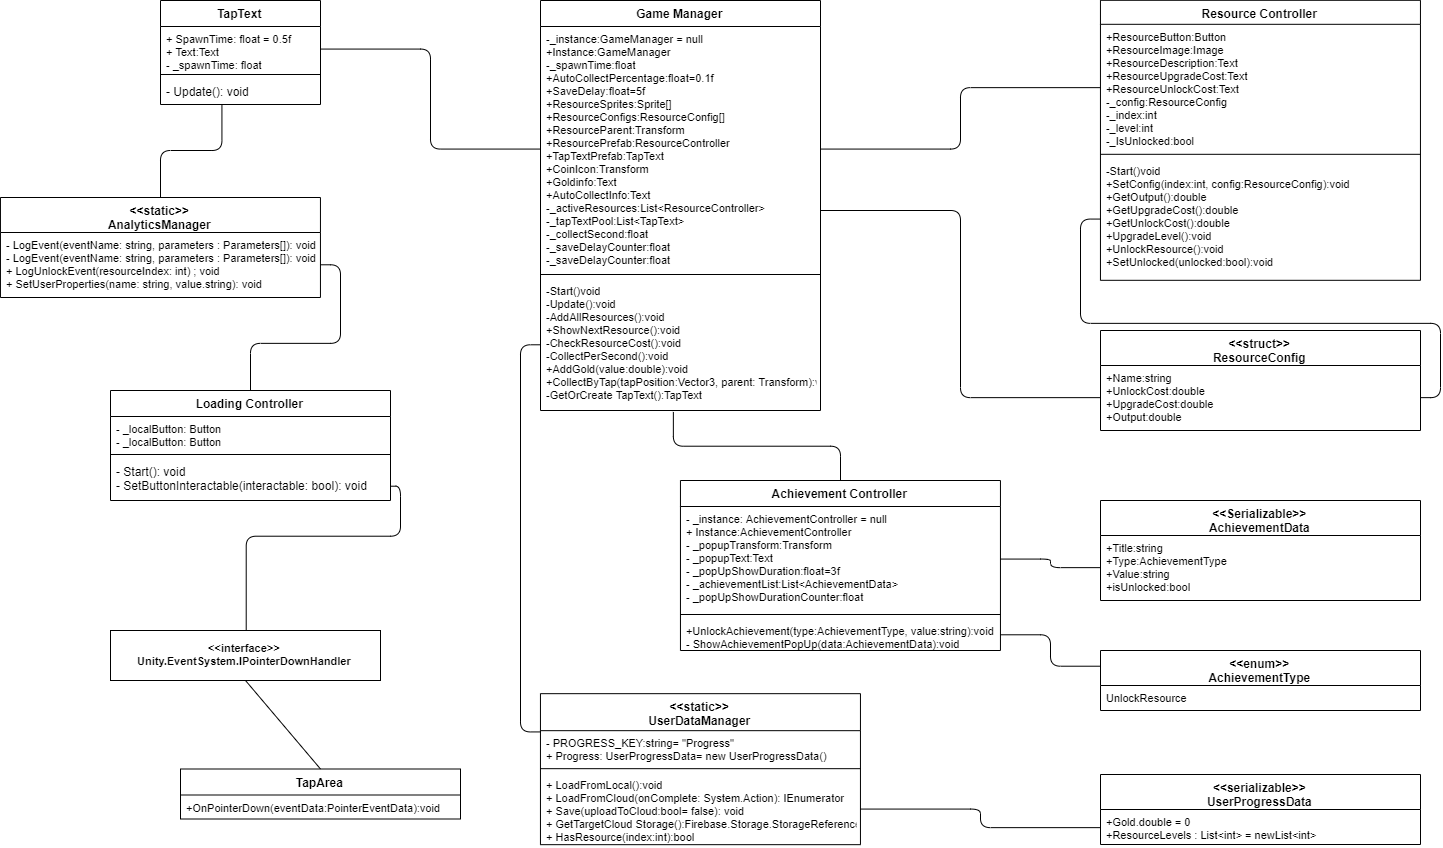 TapText
+ SpawnTime: float = 0.5f
+ Text:Text
- _spawnTime: float
- Update(): void
<<static>>
AnalyticsManager
- LogEvent(eventName: string, parameters : Parameters[]): void
- LogEvent(eventName: string, parameters : Parameters[]): void
+ LogUnlockEvent(resourceIndex: int) ; void
+ SetUserProperties(name: string, value.string): void
Loading Controller
- _localButton: Button
- _localButton: Button
- Start(): void
- SetButtonInteractable(interactable: bool): void
<<interface>>
Unity.EventSystem.IPointerDownHandler
TapArea
+OnPointerDown(eventData:PointerEventData):void
Game Manager
-_instance:GameManager = null
+Instance:GameManager
-_spawnTime:float
+AutoCollectPercentage:float=0.1f
+SaveDelay:float=5f
+ResourceSprites:Sprite[]
+ResourceConfigs:ResourceConfig[]
+ResourceParent:Transform
+ResourcePrefab:ResourceController
+TapTextPrefab:TapText
+CoinIcon:Transform
+Goldinfo:Text
+AutoCollectInfo:Text
-_activeResources:List<ResourceController>
-_tapTextPool:List<TapText>
-_collectSecond:float
-_saveDelayCounter:float
-_saveDelayCounter:float
-Start()void
-Update():void
-AddAllResources():void
+ShowNextResource():void
-CheckResourceCost():void
-CollectPerSecond():void
+AddGold(value:double):void
+CollectByTap(tapPosition:Vector3, parent: Transform):
-GetOrCreate TapText():TapText
Achievement Controller
- _instance: AchievementController = null
+ Instance:AchievementController
- _popupTransform:Transform
- _popupText:Text
- _popUpShowDuration:float=3f
- _achievementList:List<AchievementData>
- _popUpShowDurationCounter:float
+UnlockAchievement(type:AchievementType, value:string):void
- ShowAchievementPopUp(data:AchievementData):void
<<static>>
UserDataManager
- PROGRESS_KEY:string= "Progress"
+ Progress: UserProgressData= new UserProgressData()
+ LoadFromLocal():void
+ LoadFromCloud(onComplete: System.Action): IEnumerator
+ Save(uploadToCloud:bool= false): void
+ GetTargetCloud Storage():Firebase.Storage.StorageReference
+ HasResource(index:int):bool
Resource Controller
+ResourceButton:Button
+ResourceImage:Image
+ResourceDescription:Text
+ResourceUpgradeCost:Text
+ResourceUnlockCost:Text
-_config:ResourceConfig
-_index:int
-_level:int
-_IsUnlocked:bool
-Start()void
+SetConfig(index:int, config:ResourceConfig):void
+GetOutput():double
+GetUpgradeCost():double
+GetUnlockCost():double
+UpgradeLevel():void
+UnlockResource():void
+SetUnlocked(unlocked:bool):void
<<struct>>
ResourceConfig
+Name:string
+UnlockCost:double
+UpgradeCost:double
+Output:double
<<Serializable>>
AchievementData
+Title:string
+Type:AchievementType
+Value:string
+isUnlocked:bool
<<enum>>
AchievementType
UnlockResource
<<serializable>>
UserProgressData
+Gold.double = 0
+ResourceLevels : List<int> = newList<int>